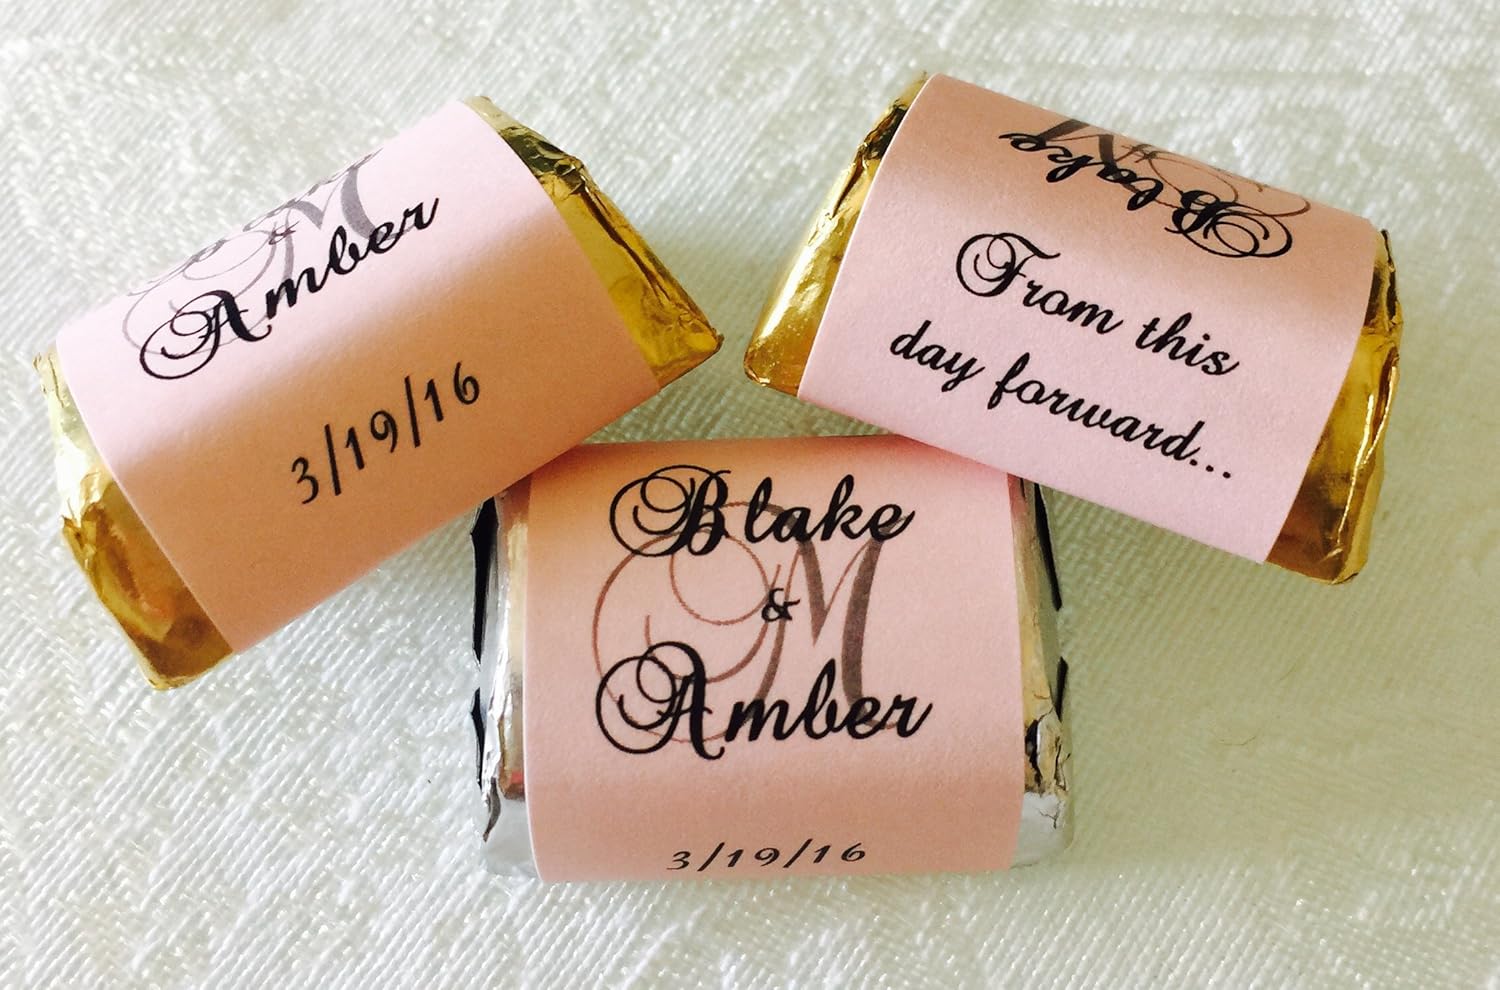 M
&
Amber
3/19/16
M
Blake
From this
day forward...
Blake
M
&
Amber
3/19/16